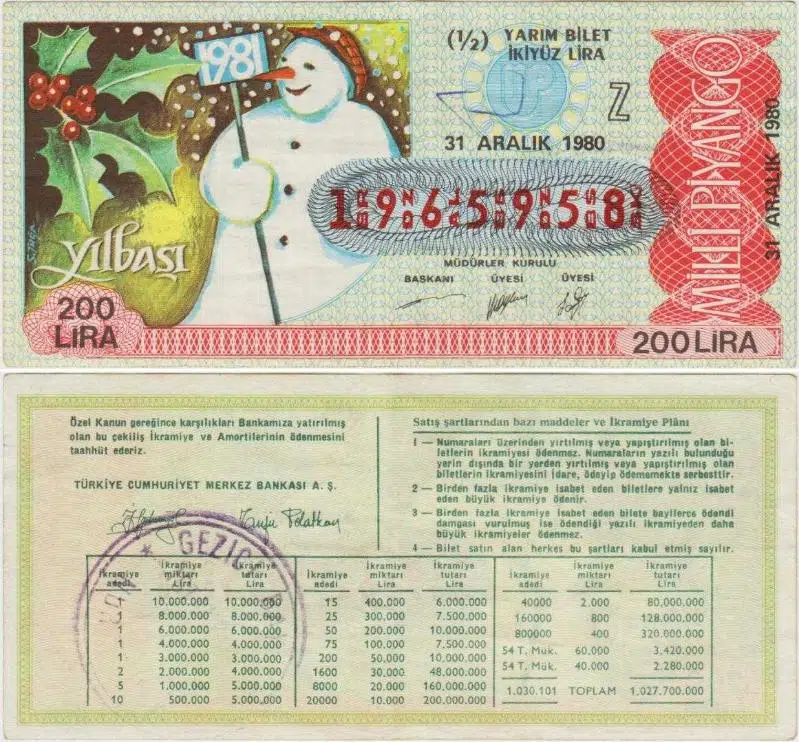 1981
(½) YARIM BİLET
İKİYÜZ LİRA
Z
31 ARALIK 1980
1965958
MÜDÜRLER KURULU
BAŞKANI ÜYESİ ÜYESİ
yılbaşı
200
LİRA
200 LİRA
MİLLİ PİYANGO
31 ARALIK 1980
Özel Kanun gereğince karşılıkları Bankamıza yatırılmış
olan bu çekiliş İkramiye ve Amortilerinin ödenmesini
taahhüt ederiz.
TÜRKİYE CUMHURİYET MERKEZ BANKASI A. Ş.
Satış şartlarından bazı maddeler ve İkramiye Plânı
1 — Numaraları üzerinden yırtılmış veya yapıştırılmış olan bi-
letlerin ikramiyesi ödenmez. Numaraların yazılı bulunduğu
yerin dışında bir yerden yırtılmış veya yapıştırılmış olan
biletlerin ikramiyesini İdare, ödeyip ödememekte serbesttir.
2 — Birden fazla ikramiye isabet eden biletlere yalnız isabet
eden büyük ikramiye ödenir.
3 — Birden fazla ikramiye isabet eden bilete bayilerce ödendi
damgası vurulmuş ise ödendiği yazılı ikramiyeden daha
büyük ikramiyeler ödenmez.
4 — Bilet satın alan herkes bu şartları kabul etmiş sayılır.
İkramiye adedi İkramiye miktarı Lira İkramiye tutarı Lira
1 10.000.000 10.000.000
1 8.000.000 8.000.000
1 6.000.000 6.000.000
1 4.000.000 4.000.000
1 3.000.000 3.000.000
2 2.000.000 4.000.000
5 1.000.000 5.000.000
10 500.000 5.000.000
İkramiye adedi İkramiye miktarı Lira İkramiye tutarı Lira
15 400.000 6.000.000
25 300.000 7.500.000
50 200.000 10.000.000
75 100.000 7.500.000
200 50.000 10.000.000
1600 30.000 48.000.000
8000 20.000 160.000.000
20000 10.000 200.000.000
İkramiye adedi İkramiye miktarı Lira İkramiye tutarı Lira
40000 2.000 80.000.000
160000 800 128.000.000
800400 400 320.000.000
54 T. Mük. 60.000 3.420.000
54 T. Mük. 40.000 2.280.000
1.030.101 TOPLAM 1.027.700.000